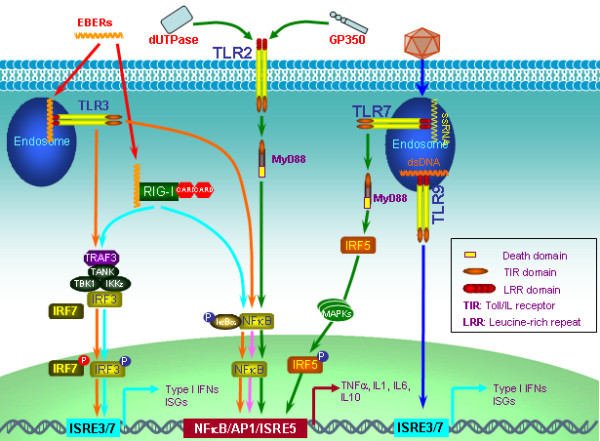 EBERs
dUTPase
GP350
TLR2
TLR3
Endosome
TLR7
ssRNAs
Endosome
dsDNA
TLR9
MyD88
MyD88
RIG-I
CARD
CARD
IRF5
TRAF3
TANK
TBK1
IKKε
IRF3
IRF7
P
IκBα
NFκB
MAPKs
Death domain
TIR domain
LRR domain
TIR: Toll/IL receptor
LRR: Leucine-rich repeat
IRF7
P
IRF3
P
NFκB
IRF5
P
Type I IFNs
ISGs
TNFα, IL1, IL6,
IL10
Type I IFNs
ISGs
ISRE3/7
NFκB/AP1/ISRE5
ISRE3/7